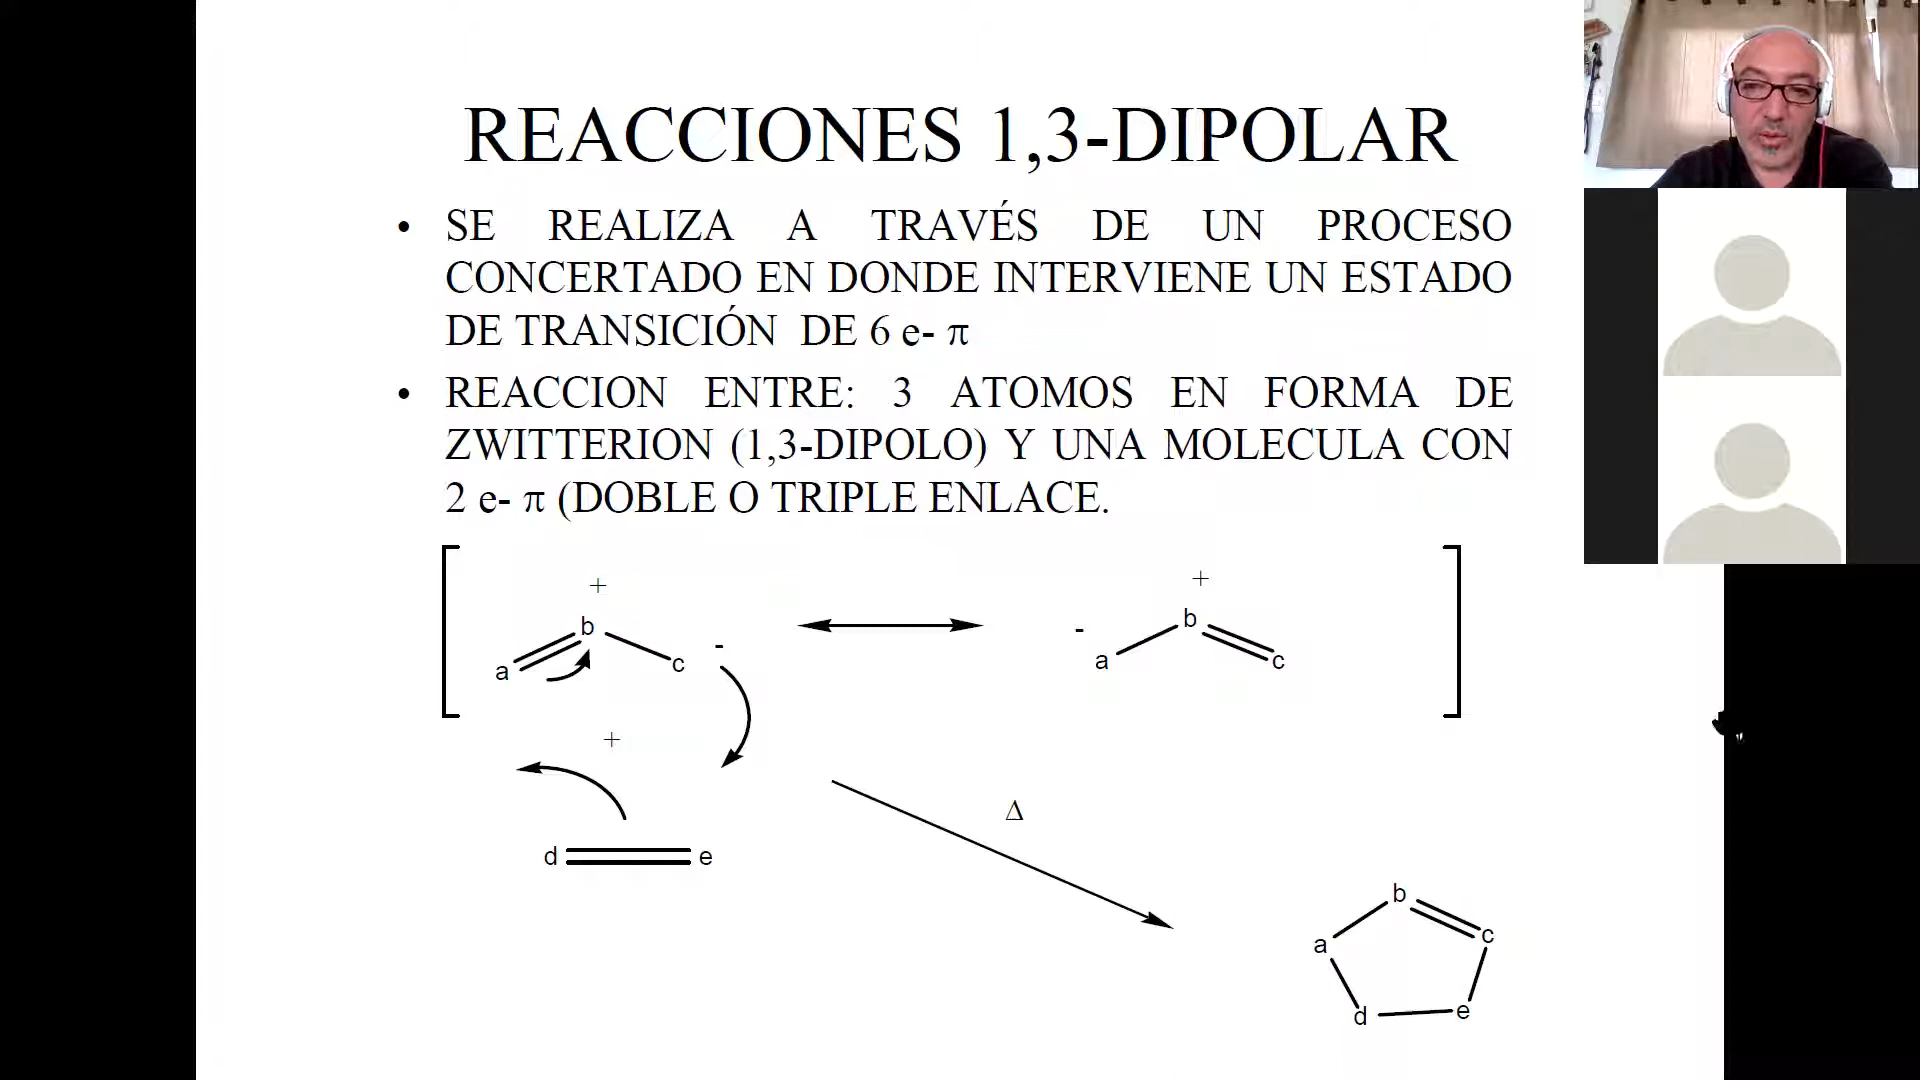 REACCIONES 1,3-DIPOLAR
• SE REALIZA A TRAVÉS DE UN PROCESO
CONCERTADO EN DONDE INTERVIENE UN ESTADO
DE TRANSICIÓN DE 6 e- π
• REACCION ENTRE: 3 ATOMOS EN FORMA DE
ZWITTERION (1,3-DIPOLO) Y UNA MOLECULA CON
2 e- π (DOBLE O TRIPLE ENLACE.
+ +
b b
- -
a c a c
+
Δ
d e
b
a c
d e